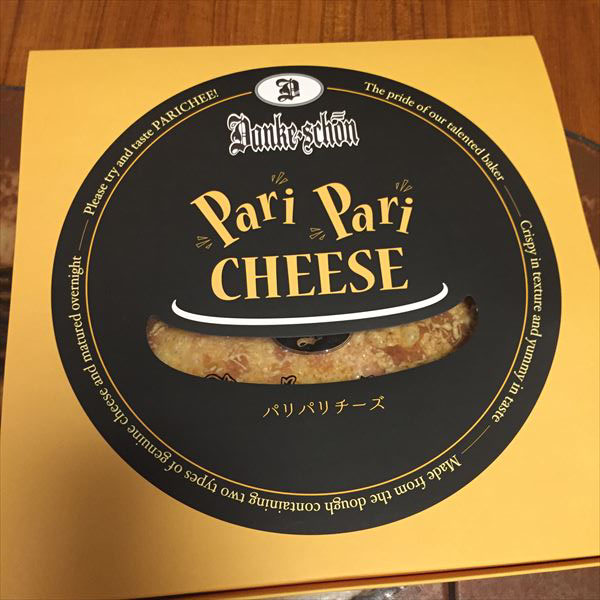 D
Danke-schön
Pari Pari
CHEESE
パリパリチーズ
Please try and taste PARICHEE!
The pride of our talented baker
Crispy in texture and yummy in taste
Made from the dough containing two types of genuine cheese and matured overnight